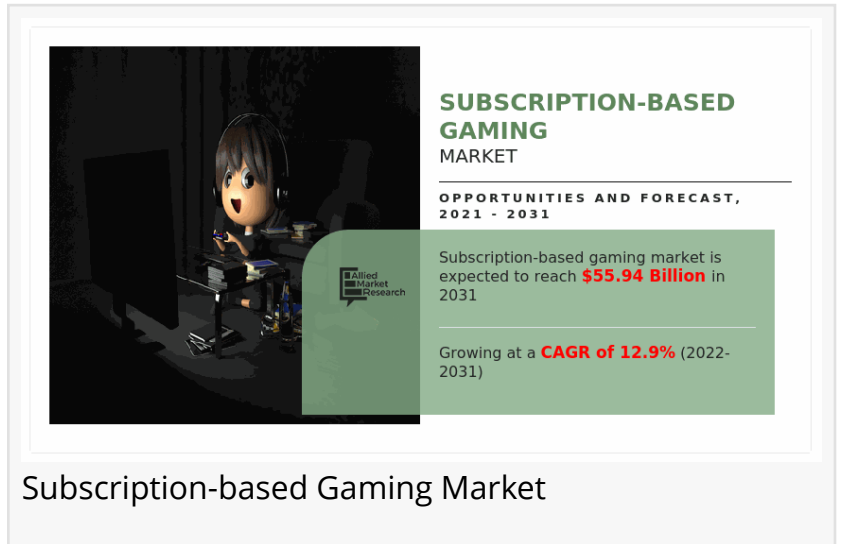 SUBSCRIPTION-BASED
GAMING
MARKET
OPPORTUNITIES AND FORECAST,
2021 - 2031
Allied
Market
Research
Subscription-based gaming market is
expected to reach $55.94 Billion in
2031
Growing at a CAGR of 12.9% (2022-
2031)
Subscription-based Gaming Market